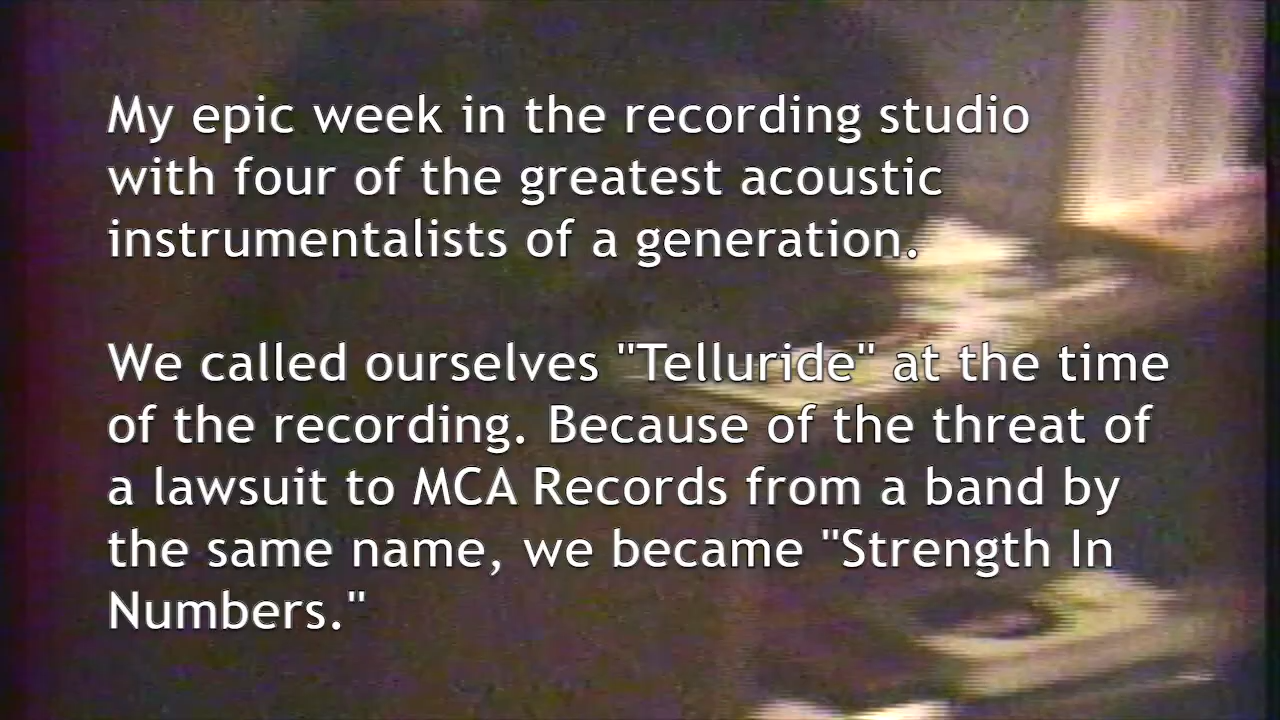 My epic week in the recording studio
with four of the greatest acoustic
instrumentalists of a generation.
We called ourselves "Telluride" at the time
of the recording. Because of the threat of
a lawsuit to MCA Records from a band by
the same name, we became "Strength In
Numbers."